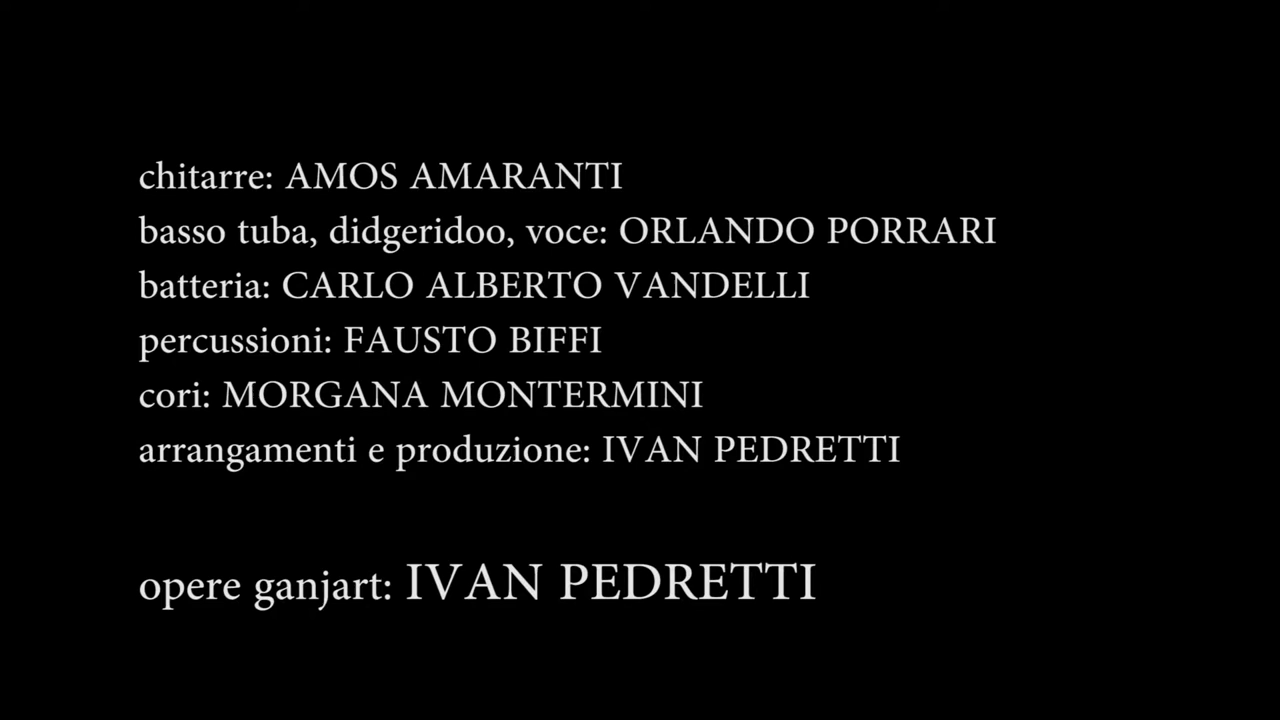 chitarre: AMOS AMARANTI
basso tuba, didgeridoo, voce: ORLANDO PORRARI
batteria: CARLO ALBERTO VANDELLI
percussioni: FAUSTO BIFFI
cori: MORGANA MONTERMINI
arrangamenti e produzione: IVAN PEDRETTI
opere ganjart: IVAN PEDRETTI